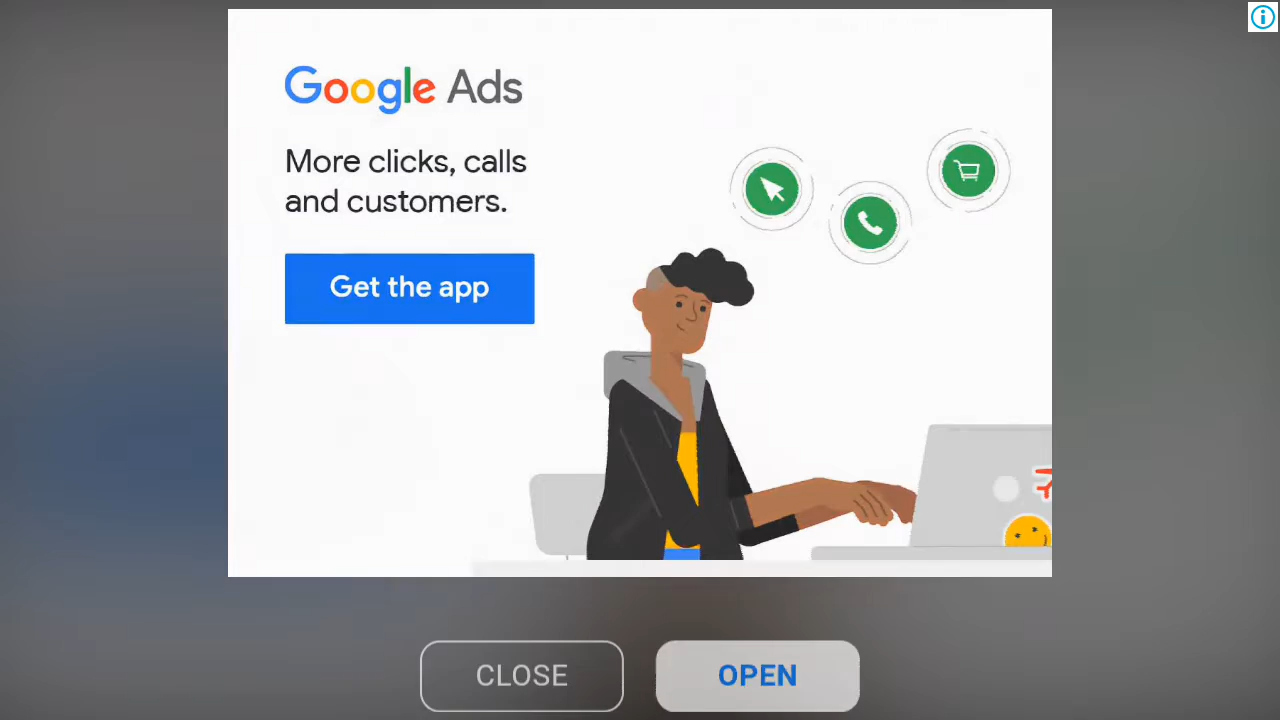 Google Ads
More clicks, calls
and customers.
Get the app
CLOSE
OPEN